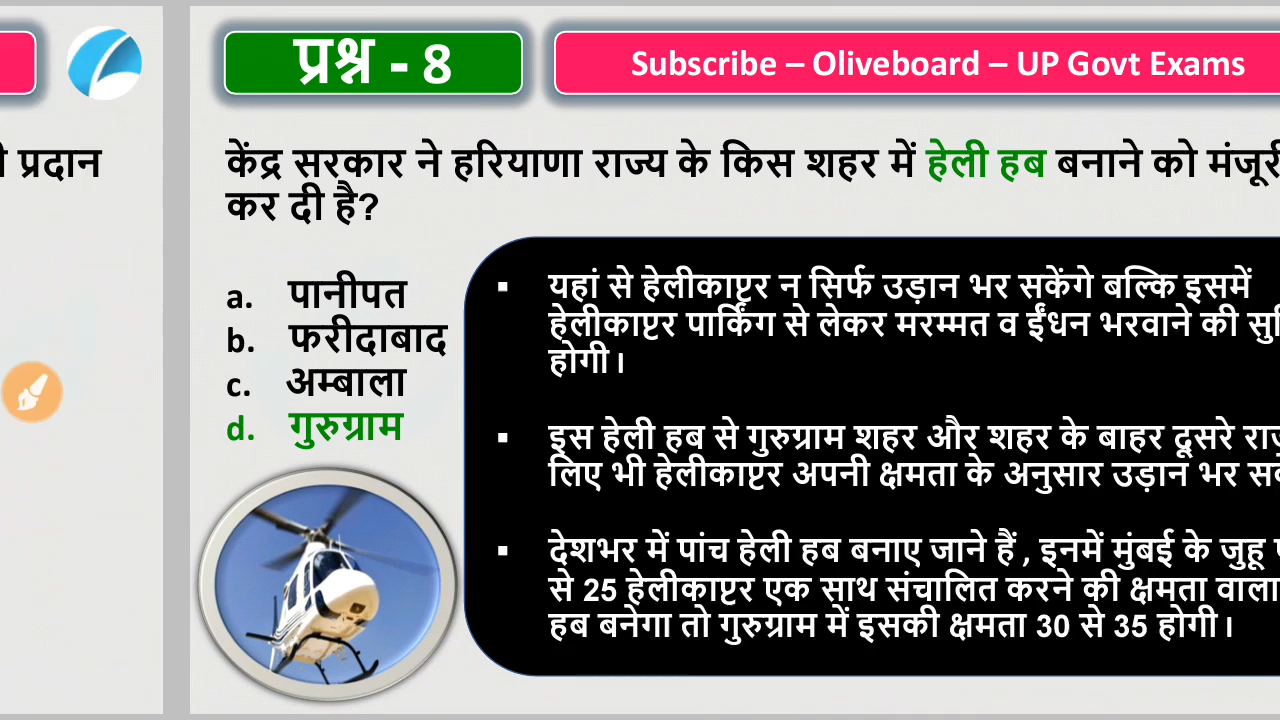 प्रदान
प्रश्न - 8
Subscribe – Oliveboard – UP Govt Exams
केंद्र सरकार ने हरियाणा राज्य के किस शहर में हेली हब बनाने को
कर दी है?
a. पानीपत
b. फरीदाबाद
c. अम्बाला
d. गुरुग्राम
▪ यहां से हेलीकाप्टर न सिर्फ उड़ान भर सकेंगे बल्कि इसमें
हेलीकाप्टर पार्किंग से लेकर मरम्मत व ईंधन भरवाने की
होगी।
▪ इस हेली हब से गुरुग्राम शहर और शहर के बाहर दूसरे
लिए भी हेलीकाप्टर अपनी क्षमता के अनुसार उड़ान भर
▪ देशभर में पांच हेली हब बनाए जाने हैं , इनमें मुंबई के जुहू
से 25 हेलीकाप्टर एक साथ संचालित करने की क्षमता वाला
हब बनेगा तो गुरुग्राम में इसकी क्षमता 30 से 35 होगी।